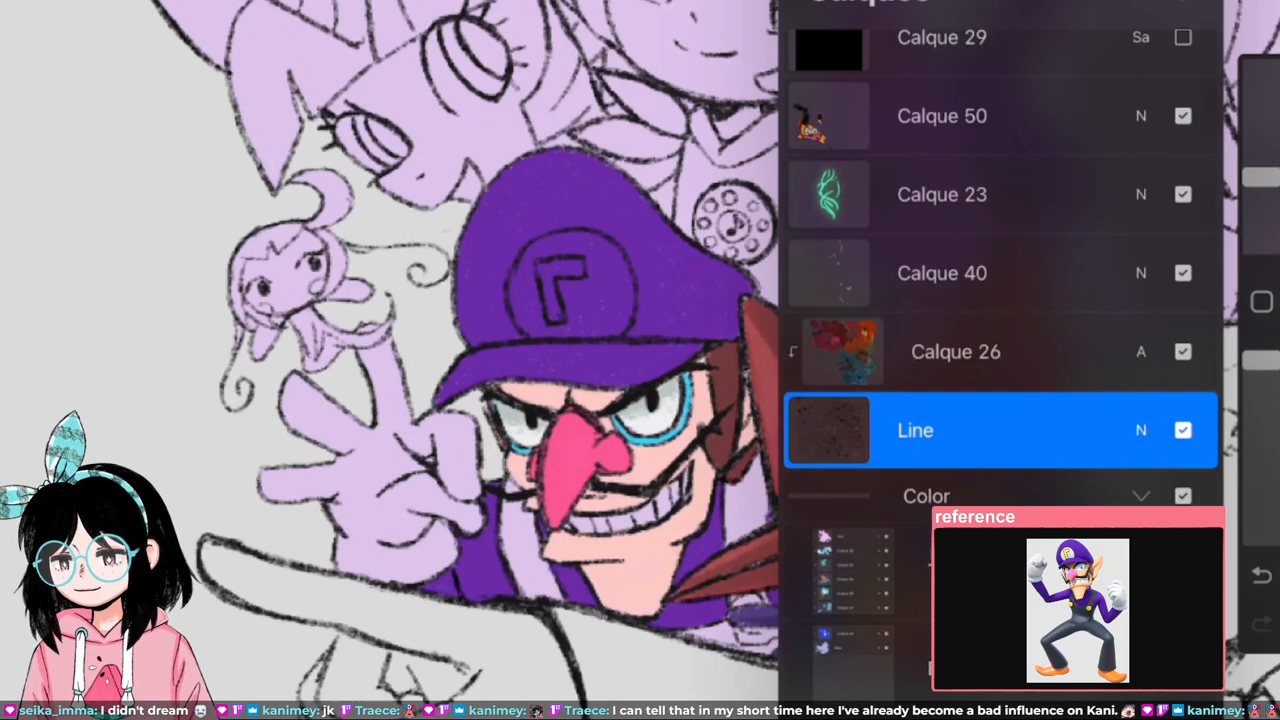 Calque 29
Sa
Calque 50
N
Calque 23
N
Calque 40
N
Calque 26
A
Line
N
Color
reference
seika_imma: I didn't dream
kanimey: jk
Traece:
kanimey:
Traece: I can tell that in my short time here I've already become a bad influence on Kani.
kanimey: